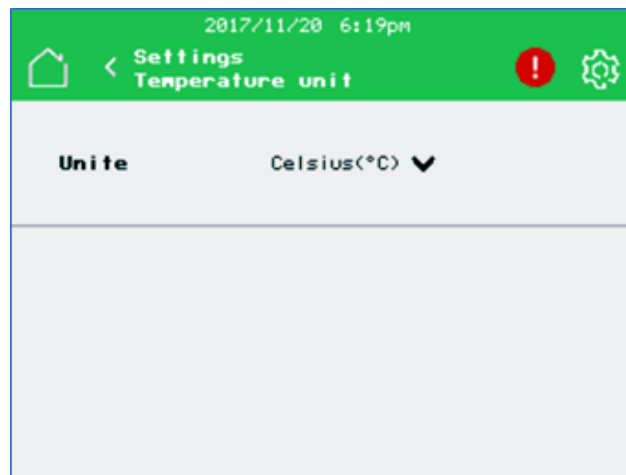 2017/11/20 6:19pm
< Settings
Temperature unit
!
Unite Celsius(°C)